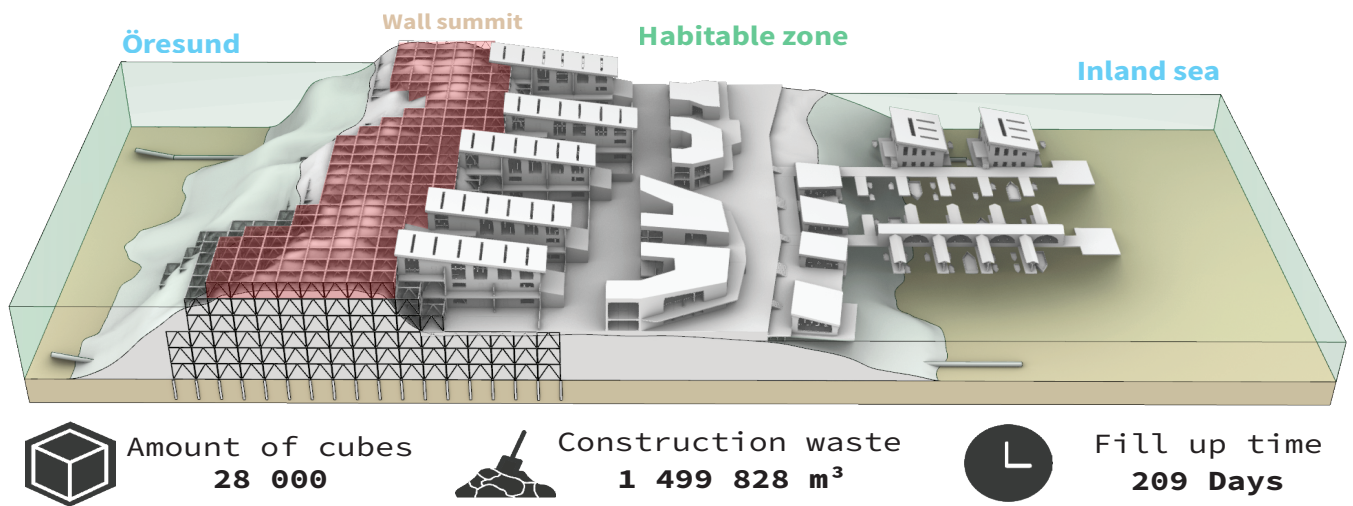 Wall summit
Öresund
Habitable zone
Inland sea
Amount of cubes
28 000
Construction waste
1 499 828 m³
Fill up time
209 Days